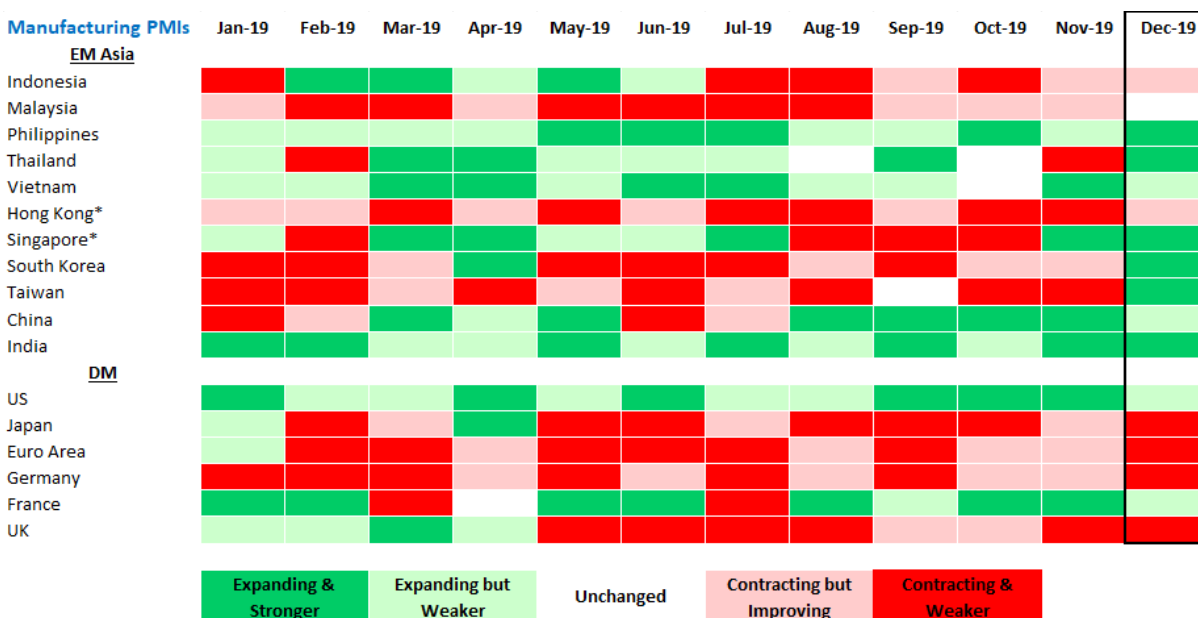 Manufacturing PMIs Jan-19 Feb-19 Mar-19 Apr-19 May-19 Jun-19 Jul-19 Aug-19 Sep-19 Oct-19 Nov-19 Dec-19
EM Asia
Indonesia
Malaysia
Philippines
Thailand
Vietnam
Hong Kong*
Singapore*
South Korea
Taiwan
China
India
DM
US
Japan
Euro Area
Germany
France
UK
Expanding & Expanding but Unchanged Contracting but Contracting &
Stronger Weaker Improving Weaker